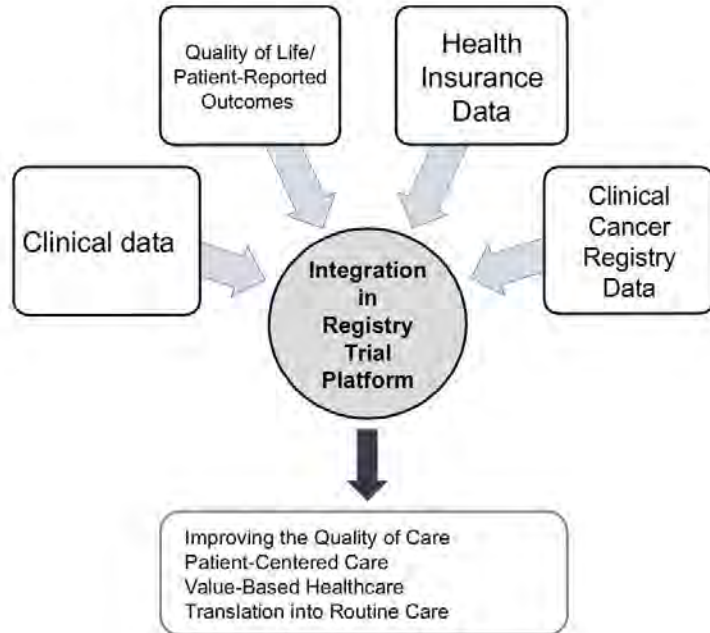 Quality of Life/
Patient-Reported
Outcomes
Health
Insurance
Data
Clinical data
Clinical
Cancer
Registry
Data
Integration
in
Registry
Trial
Platform
Improving the Quality of Care
Patient-Centered Care
Value-Based Healthcare
Translation into Routine Care